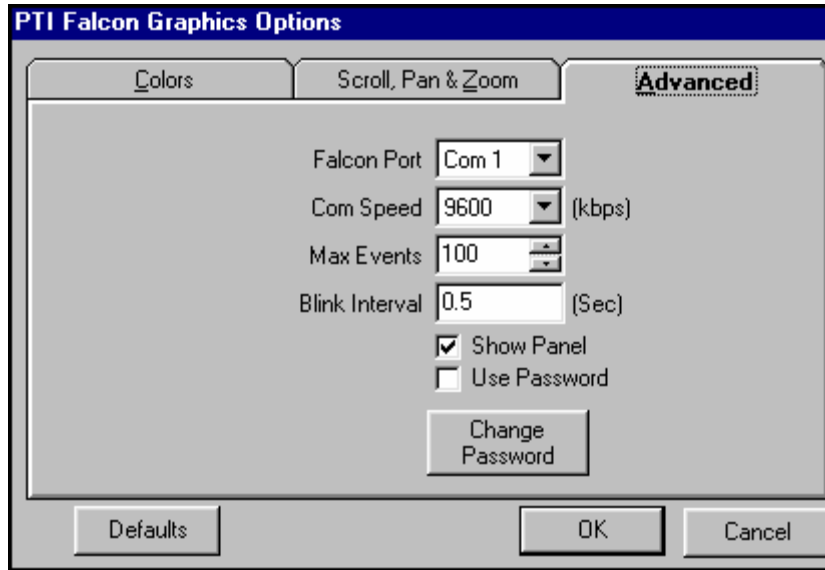 PTI Falcon Graphics Options
Colors
Scroll, Pan & Zoom
Advanced
Falcon Port Com 1
Com Speed 9600 (kbps)
Max Events 100
Blink Interval 0.5 (Sec)
Show Panel
Use Password
Change
Password
Defaults
OK
Cancel